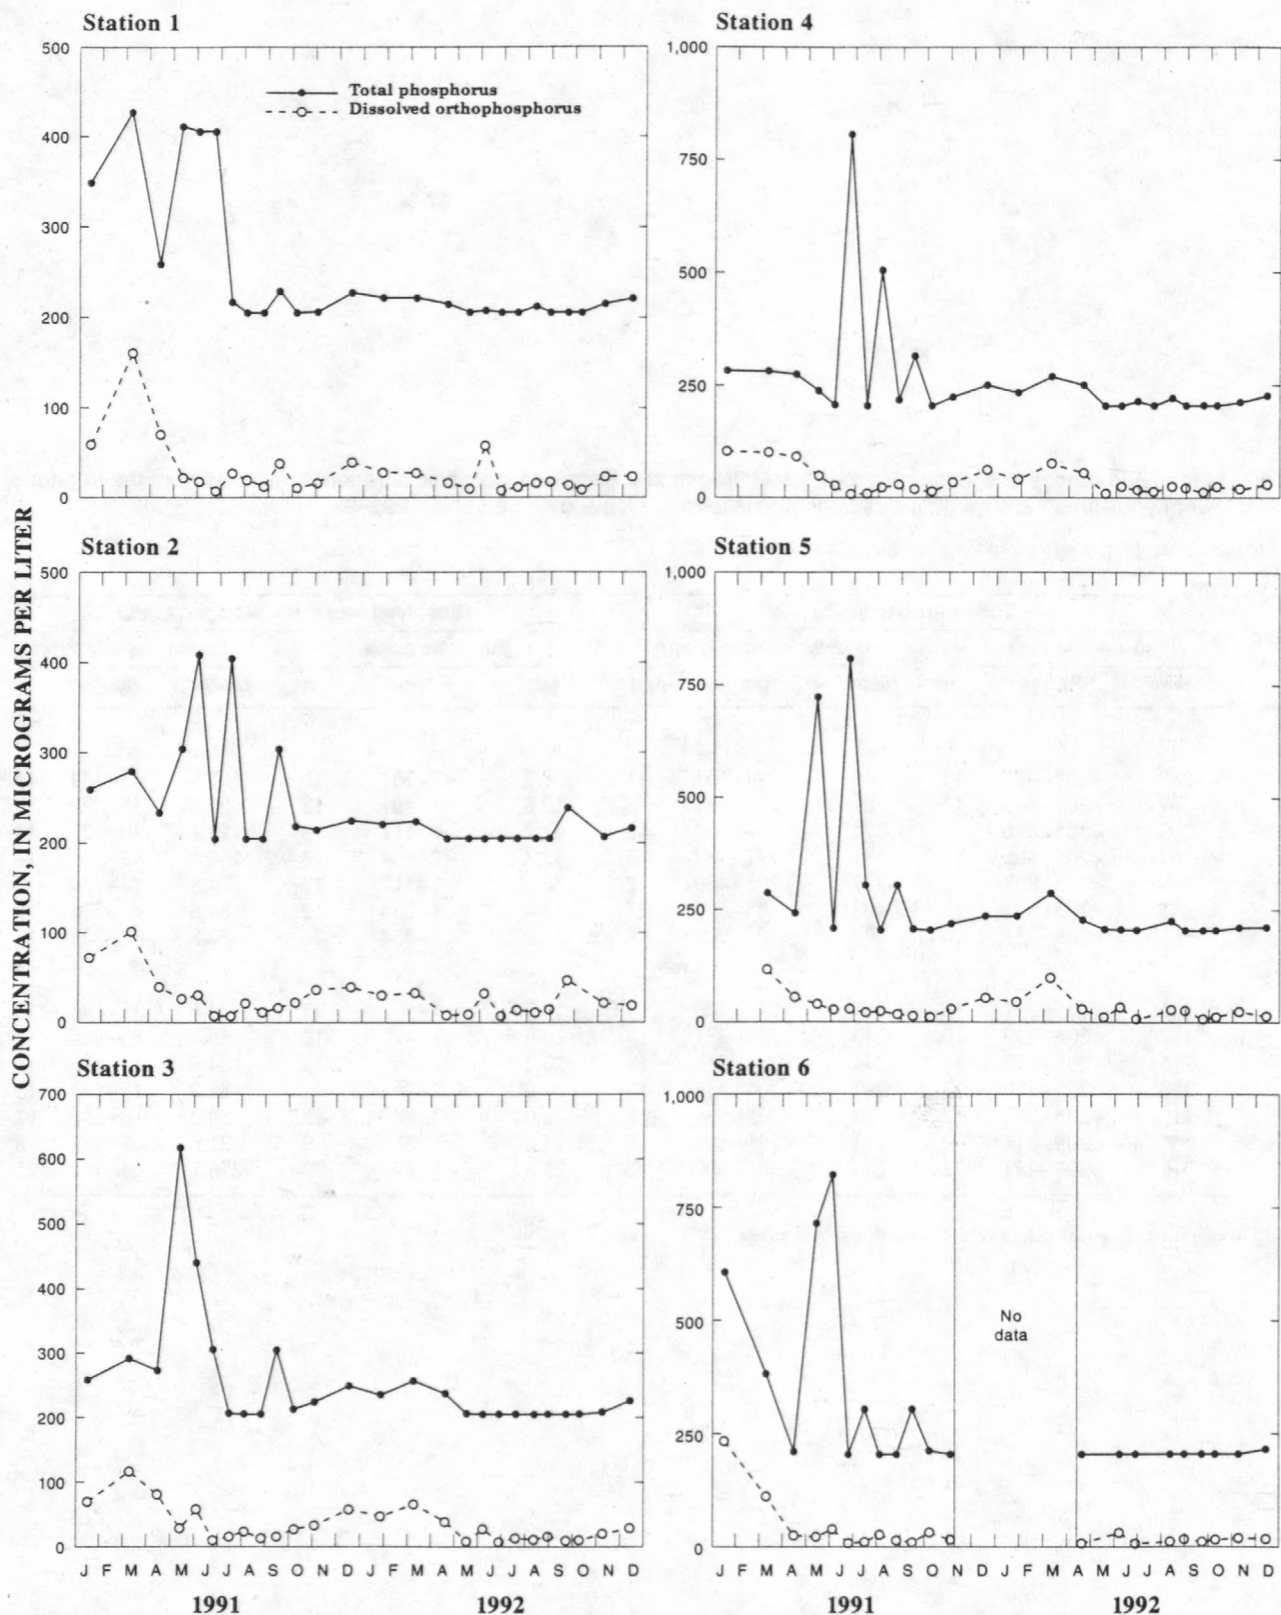 Station 1
500
400
300
200
100
0
Total phosphorus
Dissolved orthophosphorus
Station 4
1,000
750
500
250
0
CONCENTRATION, IN MICROGRAMS PER LITER
Station 2
500
400
300
200
100
0
Station 5
1,000
750
500
250
0
Station 3
700
600
500
400
300
200
100
0
J F M A M J J A S O N D J F M A M J J A S O N D
1991 1992
Station 6
1,000
750
500
250
0
No
data
J F M A M J J A S O N D J F M A M J J A S O N D
1991 1992